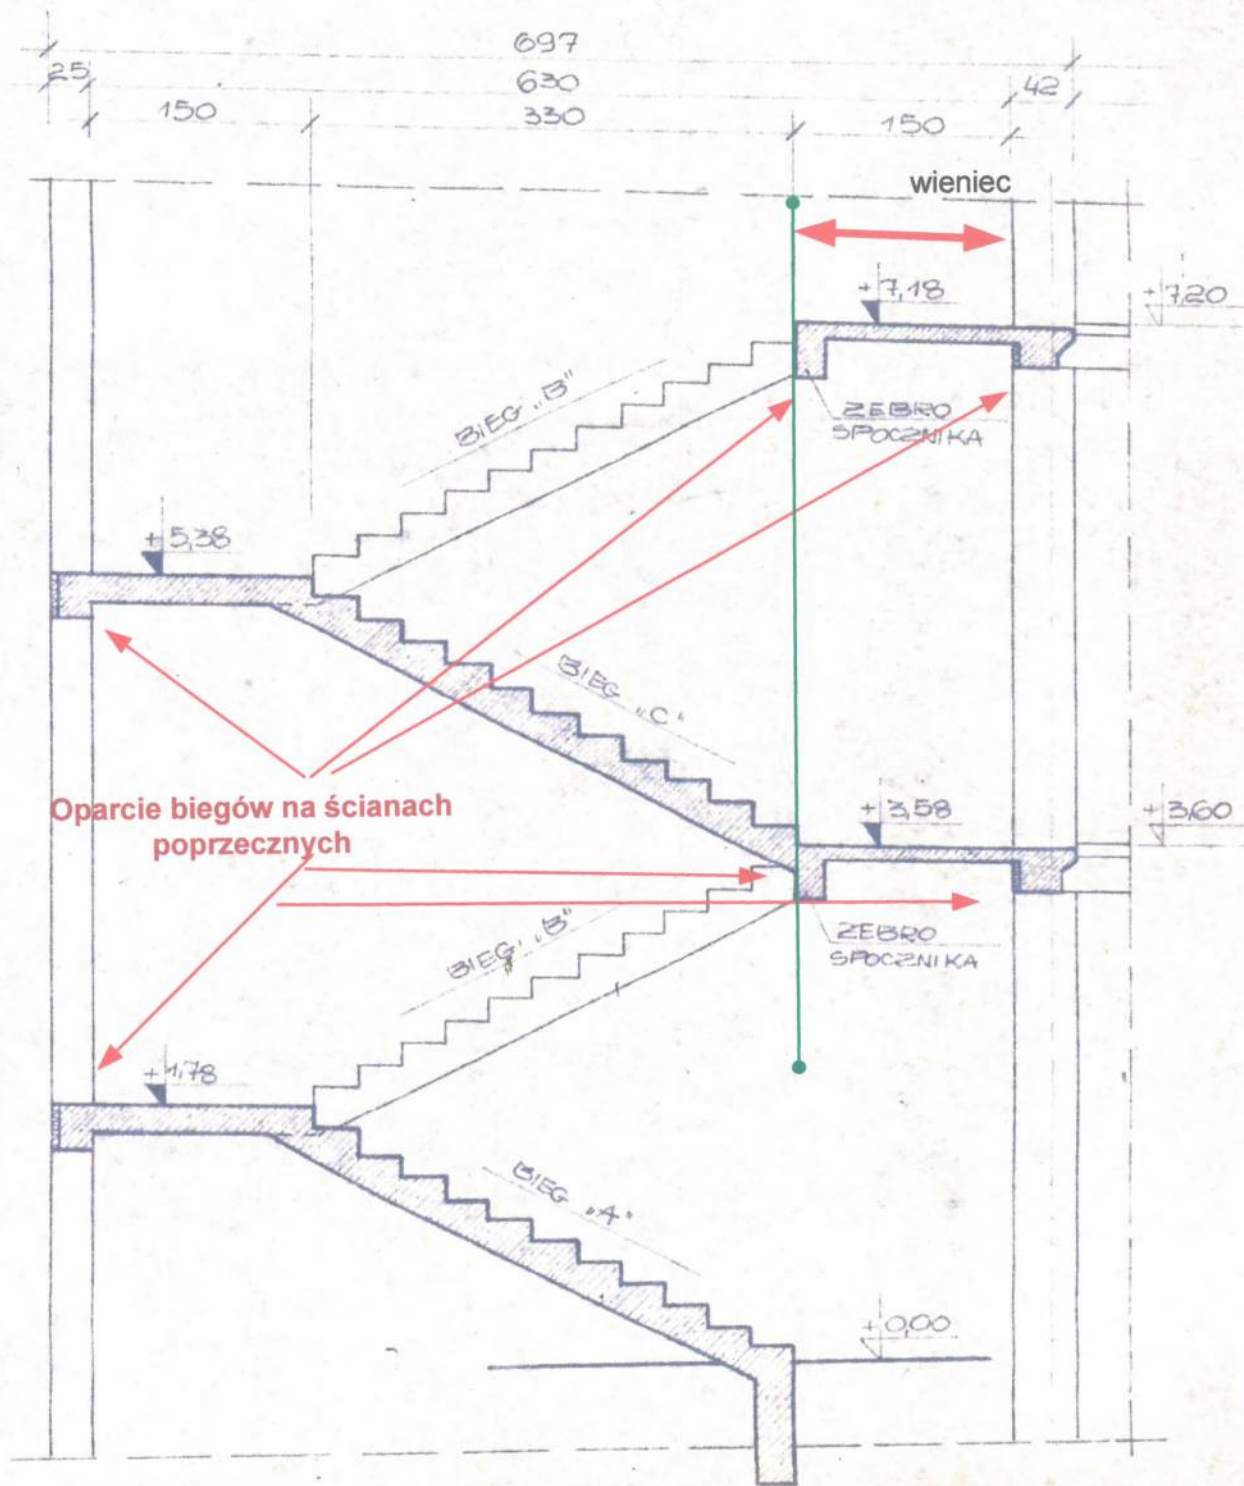 697
25
630
42
150
330
150
wieniec
+7,18
+7,20
BIEG „B"
ŻEBRO
SPOCZNIKA
+5,38
BIEG „C"
Oparcie biegów na ścianach
poprzecznych
+3,58
+3,60
BIEG „B"
ŻEBRO
SPOCZNIKA
+1,78
BIEG „A"
+0,00